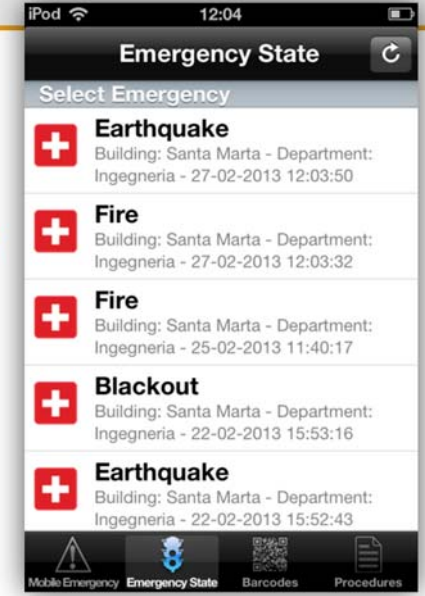 iPod 12:04
Emergency State
Select Emergency
Earthquake
Building: Santa Marta - Department:
Ingegneria - 27-02-2013 12:03:50
Fire
Building: Santa Marta - Department:
Ingegneria - 27-02-2013 12:03:32
Fire
Building: Santa Marta - Department:
Ingegneria - 25-02-2013 11:40:17
Blackout
Building: Santa Marta - Department:
Ingegneria - 22-02-2013 15:53:16
Earthquake
Building: Santa Marta - Department:
Ingegneria - 22-02-2013 15:52:43
Mobile Emergency Emergency State Barcodes Procedures